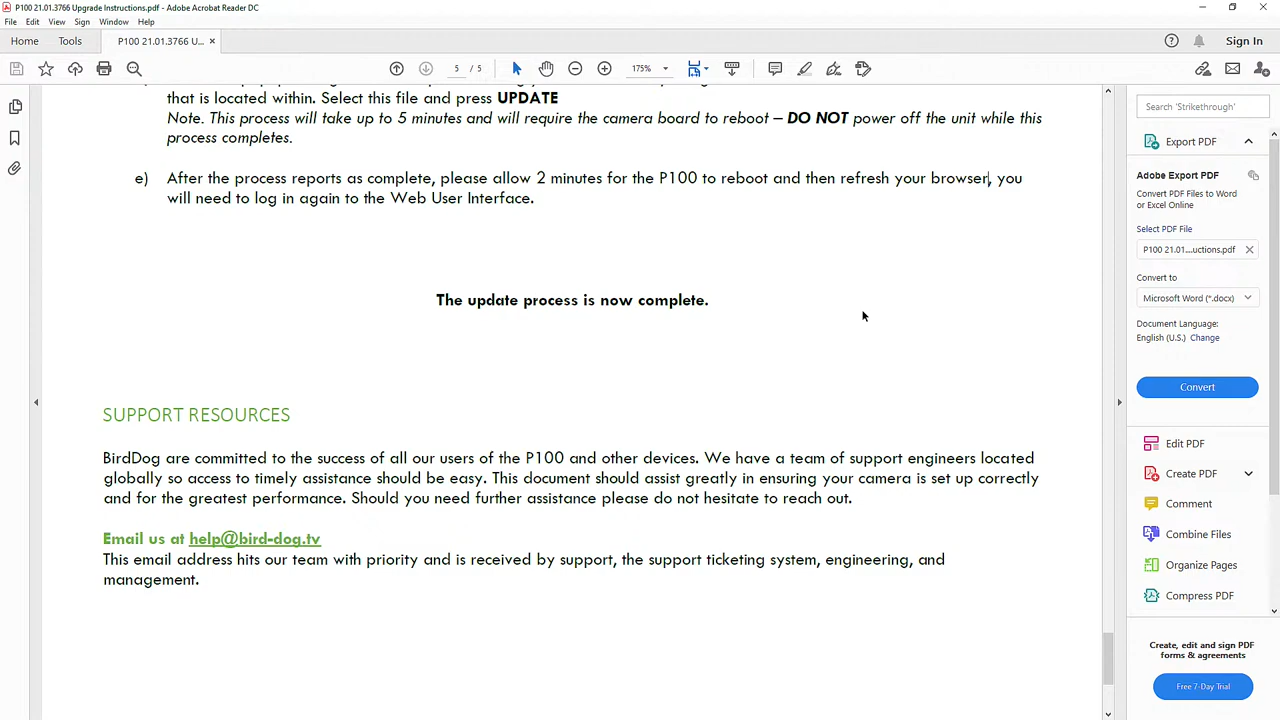 P100 21.01.3766 Upgrade Instructions.pdf - Adobe Acrobat Reader DC
File Edit View Sign Window Help
Home Tools P100 21.01.3766 U... × Sign In
5 / 5 175%
that is located within. Select this file and press UPDATE
Note. This process will take up to 5 minutes and will require the camera board to reboot – DO NOT power off the unit while this
process completes.
e) After the process reports as complete, please allow 2 minutes for the P100 to reboot and then refresh your browser, you
will need to log in again to the Web User Interface.
The update process is now complete.
SUPPORT RESOURCES
BirdDog are committed to the success of all our users of the P100 and other devices. We have a team of support engineers located
globally so access to timely assistance should be easy. This document should assist greatly in ensuring your camera is set up correctly
and for the greatest performance. Should you need further assistance please do not hesitate to reach out.
Email us at help@bird-dog.tv
This email address hits our team with priority and is received by support, the support ticketing system, engineering, and
management.
Search 'Strikethrough'
Export PDF
Adobe Export PDF
Convert PDF Files to Word
or Excel Online
Select PDF File
P100 21.01...uctions.pdf
Convert to
Microsoft Word (*.docx)
Document Language:
English (U.S.) Change
Convert
Edit PDF
Create PDF
Comment
Combine Files
Organize Pages
Compress PDF
Create, edit and sign PDF
forms & agreements
Free 7-Day Trial